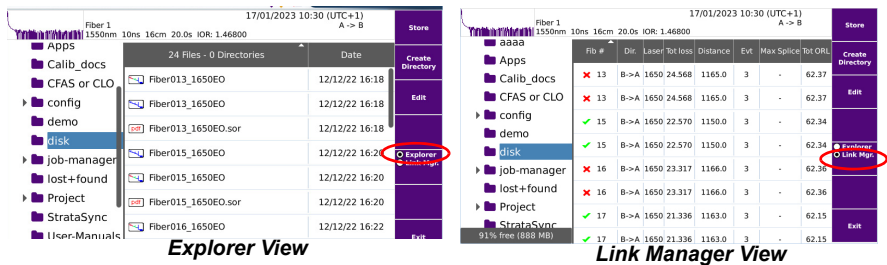 17/01/2023 10:30 (UTC+1)
Fiber 1
A -> B
1550nm 10ns 16cm 20.0s IOR: 1.46800
Store
Create Directory
Edit
Explorer
Link Mgr.
Exit
Apps
Calib_docs
CFAS or CLO
config
demo
disk
job-manager
lost+found
Project
StrataSync
User-Manuals
24 Files - 0 Directories Date
Fiber013_1650EO 12/12/22 16:18
Fiber013_1650EO 12/12/22 16:18
Fiber013_1650EO.sor 12/12/22 16:18
Fiber015_1650EO 12/12/22 16:20
Fiber015_1650EO 12/12/22 16:20
Fiber015_1650EO.sor 12/12/22 16:20
Fiber016_1650EO 12/12/22 16:22
Explorer View
17/01/2023 10:30 (UTC+1)
Fiber 1
A -> B
1550nm 10ns 16cm 20.0s IOR: 1.46800
Store
Create Directory
Edit
Explorer
Link Mgr.
Exit
aaaa
Apps
Calib_docs
CFAS or CLO
config
demo
disk
job-manager
lost+found
Project
StrataSync
91% free (888 MB)
Fib # Dir. Laser Tot loss Distance Evt Max Splice Tot ORL
13 B->A 1650 24.568 1165.0 3 - 62.37
13 B->A 1650 24.568 1165.0 3 - 62.37
15 B->A 1650 22.570 1150.0 3 - 62.34
15 B->A 1650 22.570 1150.0 3 - 62.34
16 B->A 1650 23.317 1166.0 3 - 62.36
16 B->A 1650 23.317 1166.0 3 - 62.36
17 B->A 1650 21.336 1163.0 3 - 62.15
17 B->A 1650 21.336 1163.0 3 - 62.15
Link Manager View